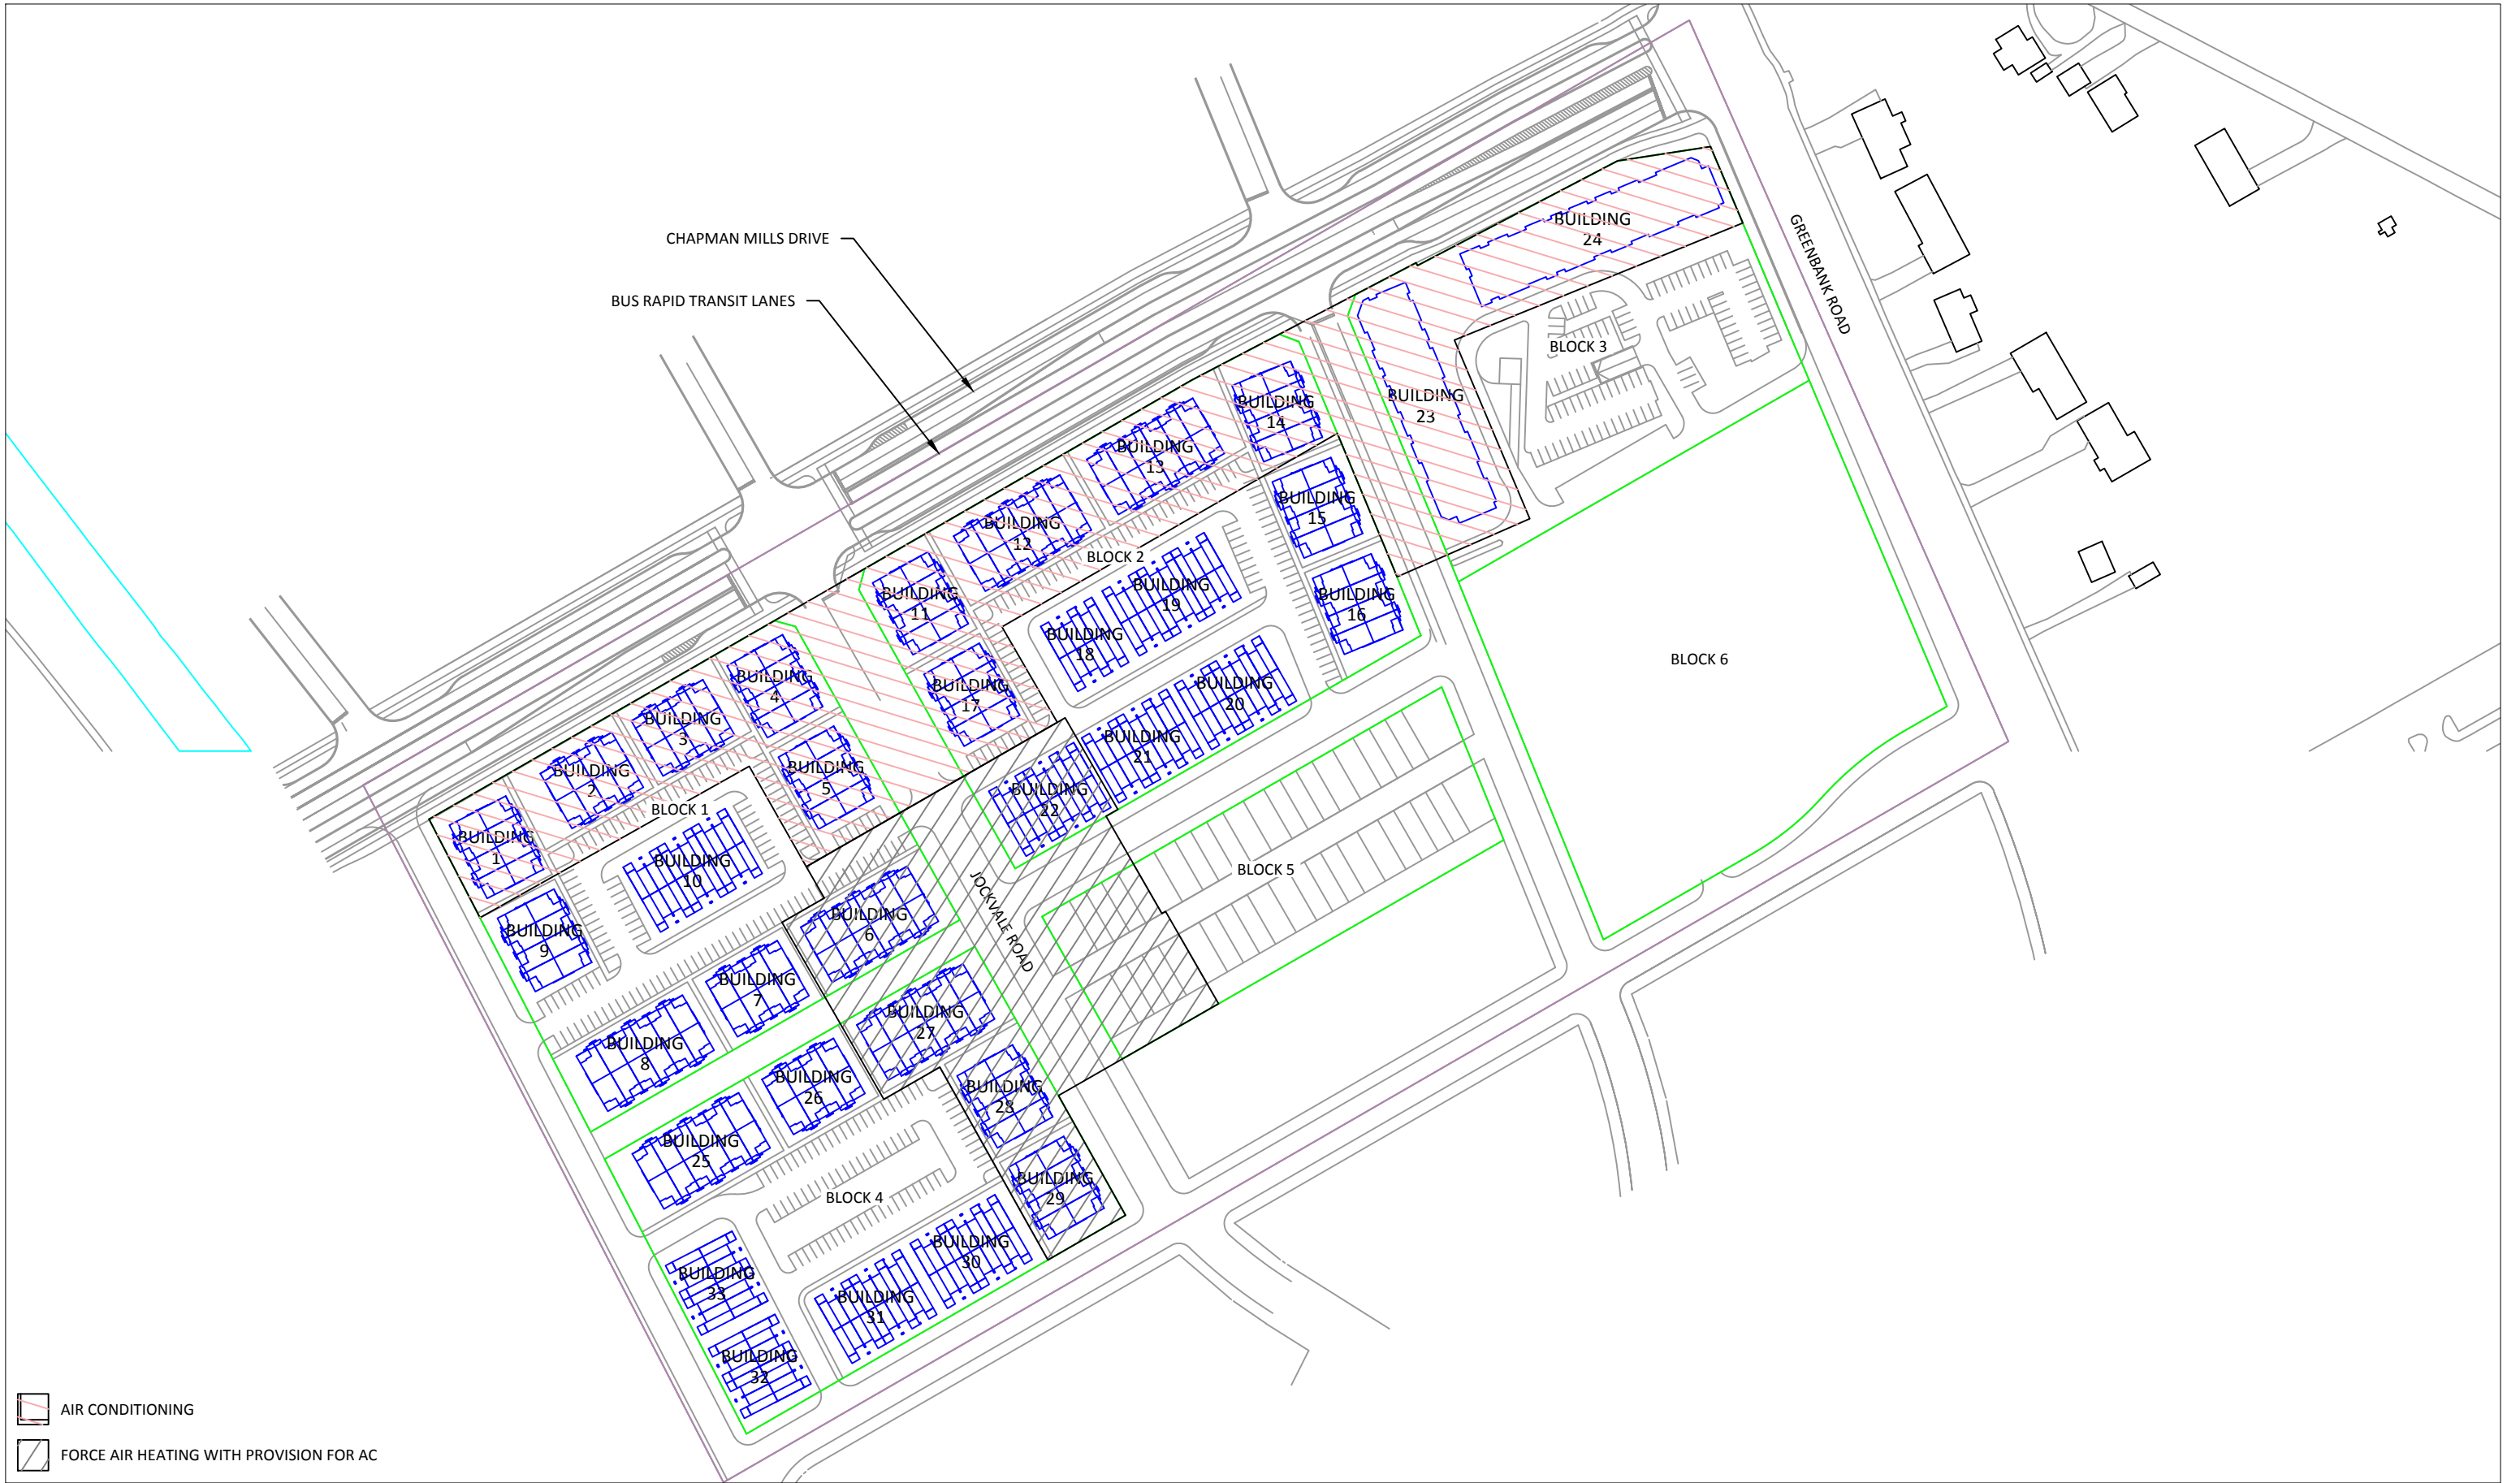 CHAPMAN MILLS DRIVE
BUS RAPID TRANSIT LANES
GREENBANK ROAD
BUILDING
24
BLOCK 3
BUILDING
23
BUILDING
14
BUILDING
13
BUILDING
12
BUILDING
11
BUILDING
15
BUILDING
16
BLOCK 2
BUILDING
19
BUILDING
18
BUILDING
17
BUILDING
20
BUILDING
21
BUILDING
22
BLOCK 6
BUILDING
4
BUILDING
3
BUILDING
2
BUILDING
1
BUILDING
5
BLOCK 1
BUILDING
10
BUILDING
9
BUILDING
6
BUILDING
7
BUILDING
8
JOCKVALE ROAD
BLOCK 5
BUILDING
27
BUILDING
26
BUILDING
25
BUILDING
28
BUILDING
29
BLOCK 4
BUILDING
30
BUILDING
31
BUILDING
33
BUILDING
32
AIR CONDITIONING
FORCE AIR HEATING WITH PROVISION FOR AC